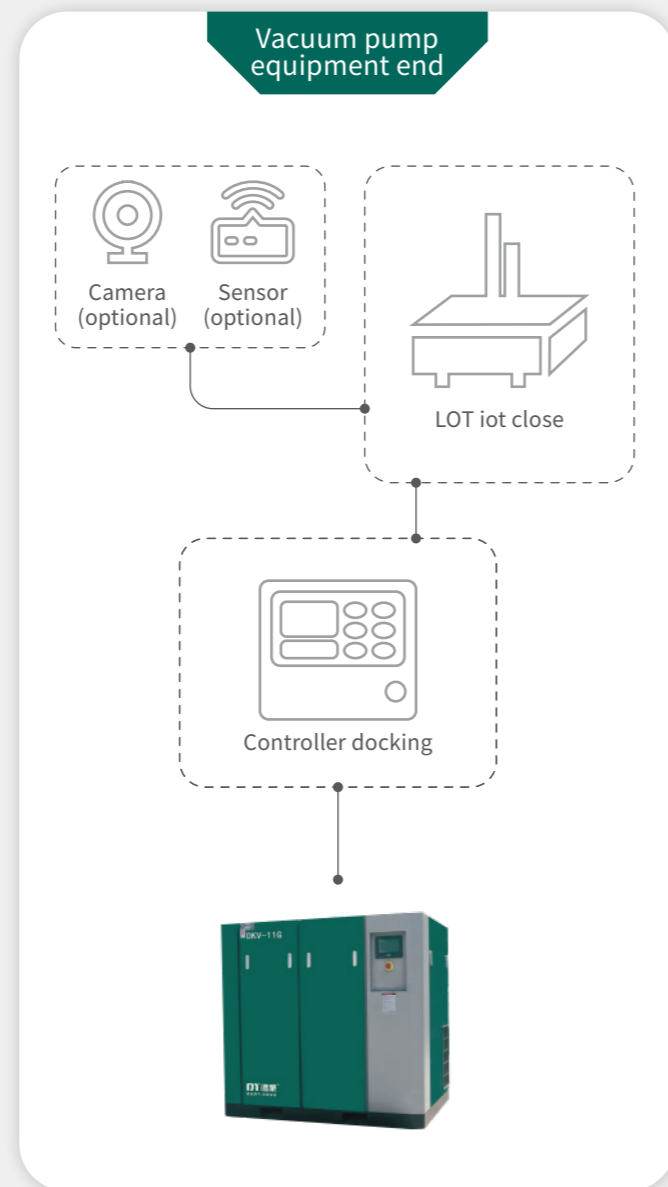 Vacuum pump
equipment end
Camera
(optional)
Sensor
(optional)
LOT iot close
Controller docking
DKV-11G
DT